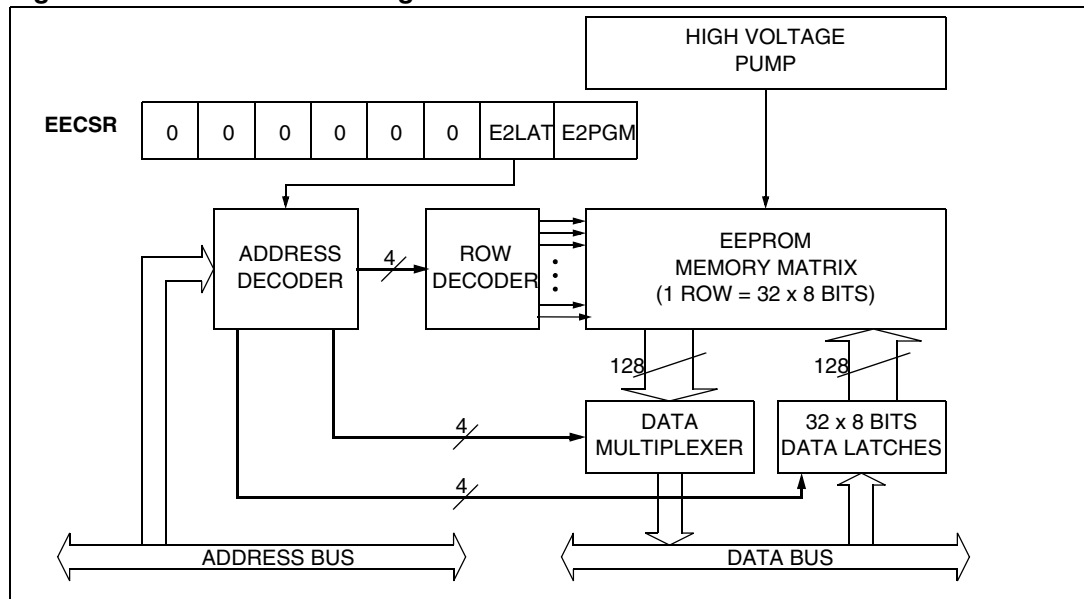 HIGH VOLTAGE
PUMP
EECSR
0 0 0 0 0 0 E2LAT E2PGM
ADDRESS
DECODER
4
ROW
DECODER
EEPROM
MEMORY MATRIX
(1 ROW = 32 x 8 BITS)
128
128
4
DATA
MULTIPLEXER
32 x 8 BITS
DATA LATCHES
4
ADDRESS BUS
DATA BUS